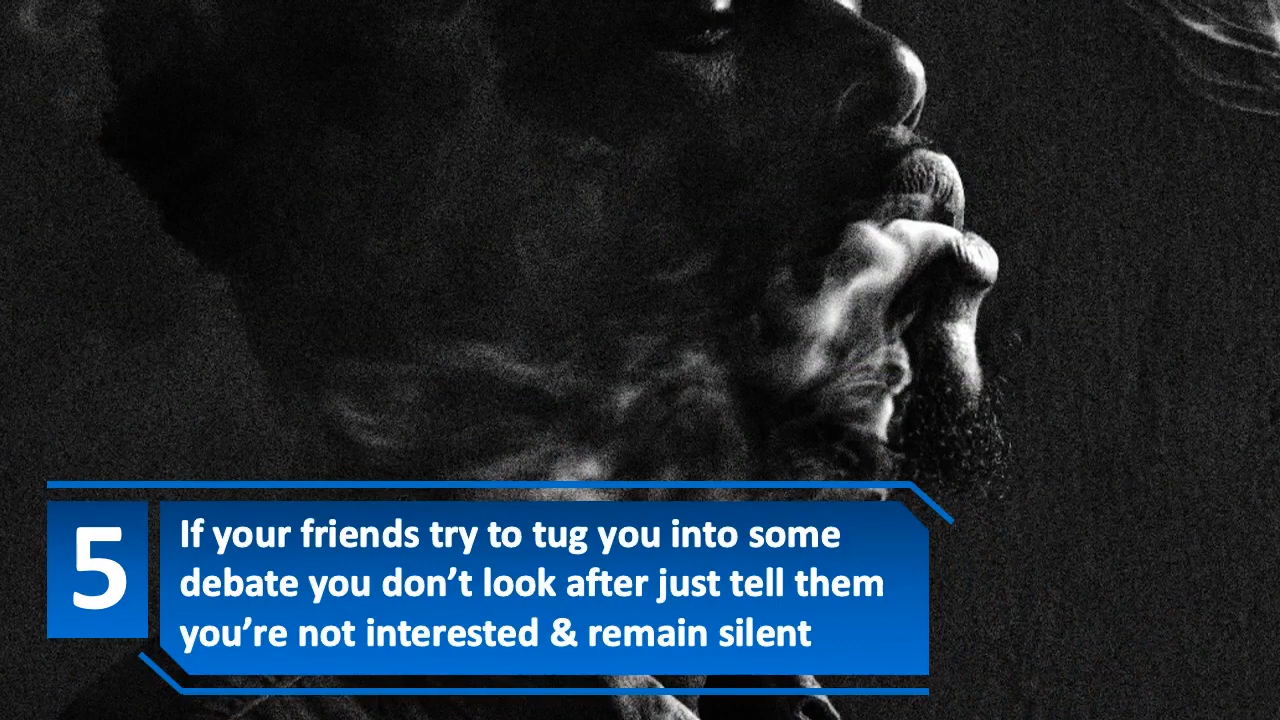 5
If your friends try to tug you into some
debate you don’t look after just tell them
you’re not interested & remain silent